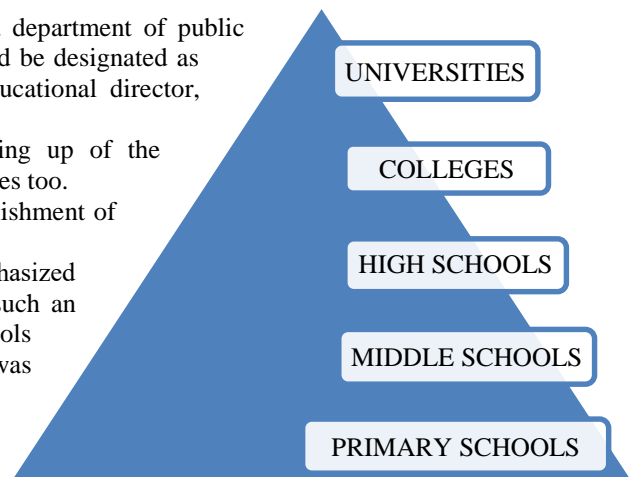 department of public
d be designated as
ucational director,
ing up of the
es too.
ishment of
hasized
such an
ols
was
UNIVERSITIES
COLLEGES
HIGH SCHOOLS
MIDDLE SCHOOLS
PRIMARY SCHOOLS